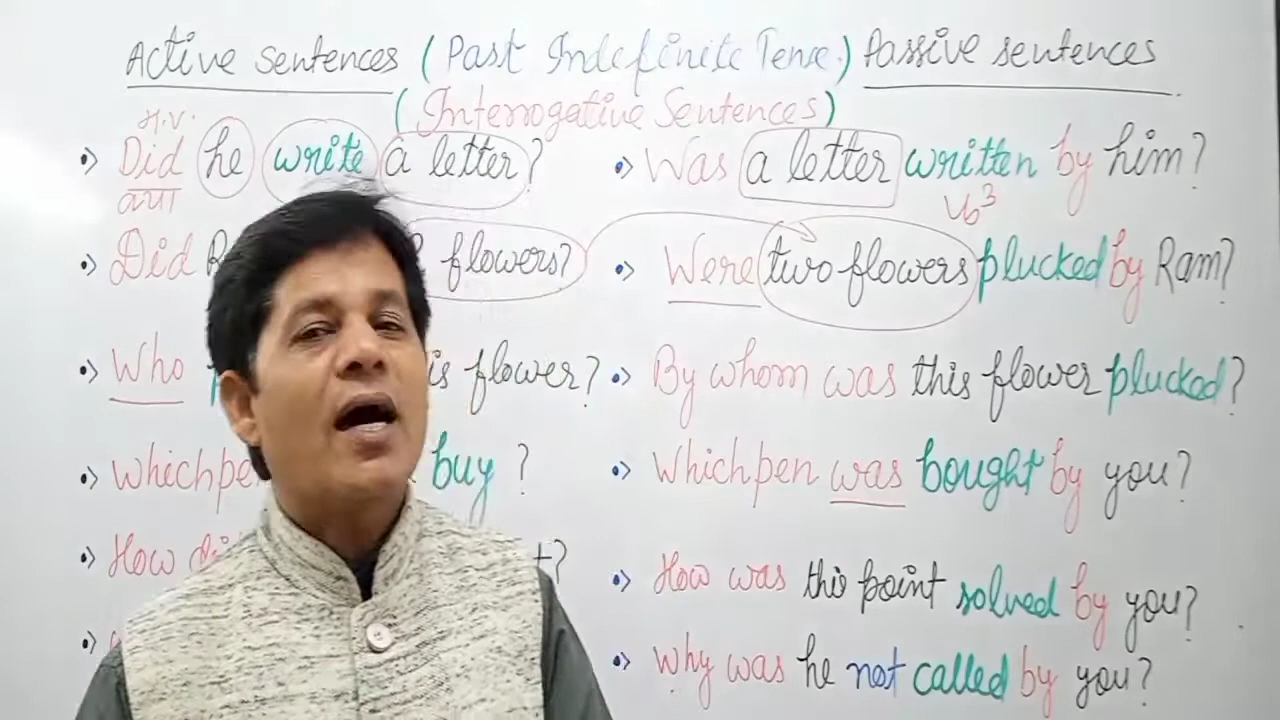 Active Sentences ( Past Indefinite Tense.) Passive sentences
( Interrogative Sentences )
H.V.
•> Did he write a letter?
•> Was a letter written by him?
V3
•> Did flowers?
•> Were two flowers plucked by Ram?
•> Who is flower?
•> By whom was this flower plucked?
•> Which buy ?
•> Which pen was bought by you?
•> How
•> How was this point solved by you?
•> Why was he not called by you?